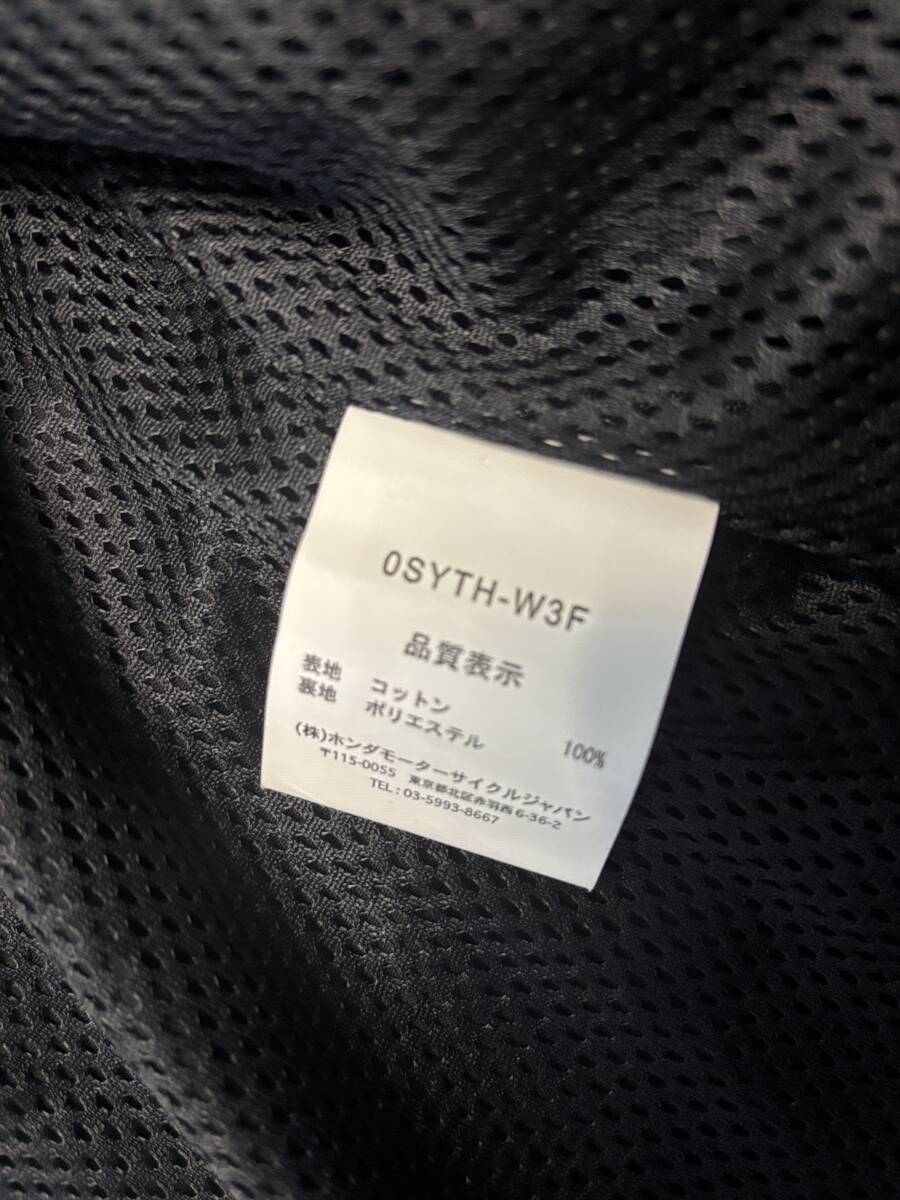 0SYTH-W3F
品質表示
表地 コットン
裏地 ポリエステル 100%
(株)ホンダモーターサイクルジャパン
〒115-0055 東京都北区赤羽西6-36-2
TEL : 03-5993-8667